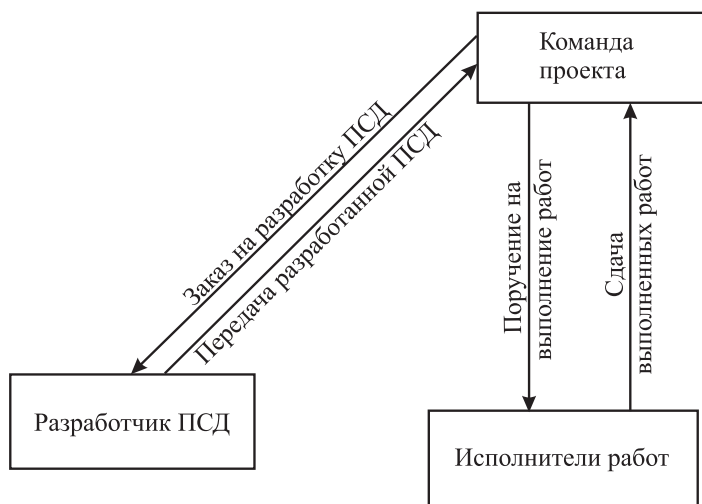 Команда
проекта
Заказ на разработку ПСД
Передача разработанной ПСД
Поручение на
выполнение работ
Сдача
выполненных работ
Разработчик ПСД
Исполнители работ